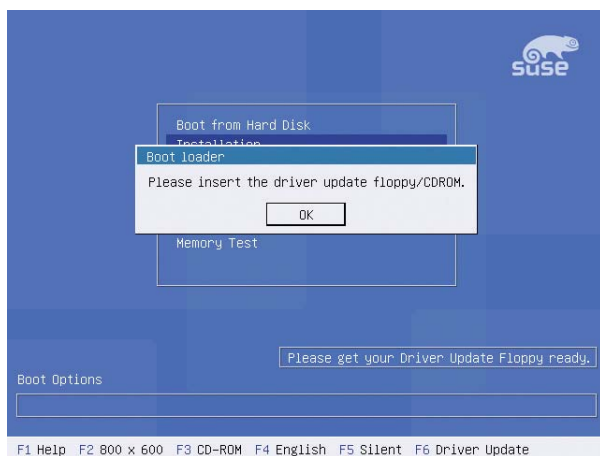 suse
Boot from Hard Disk
Installation
Boot loader
Please insert the driver update floppy/CDROM.
OK
Memory Test
Please get your Driver Update Floppy ready.
Boot Options
F1 Help F2 800 x 600 F3 CD-ROM F4 English F5 Silent F6 Driver Update